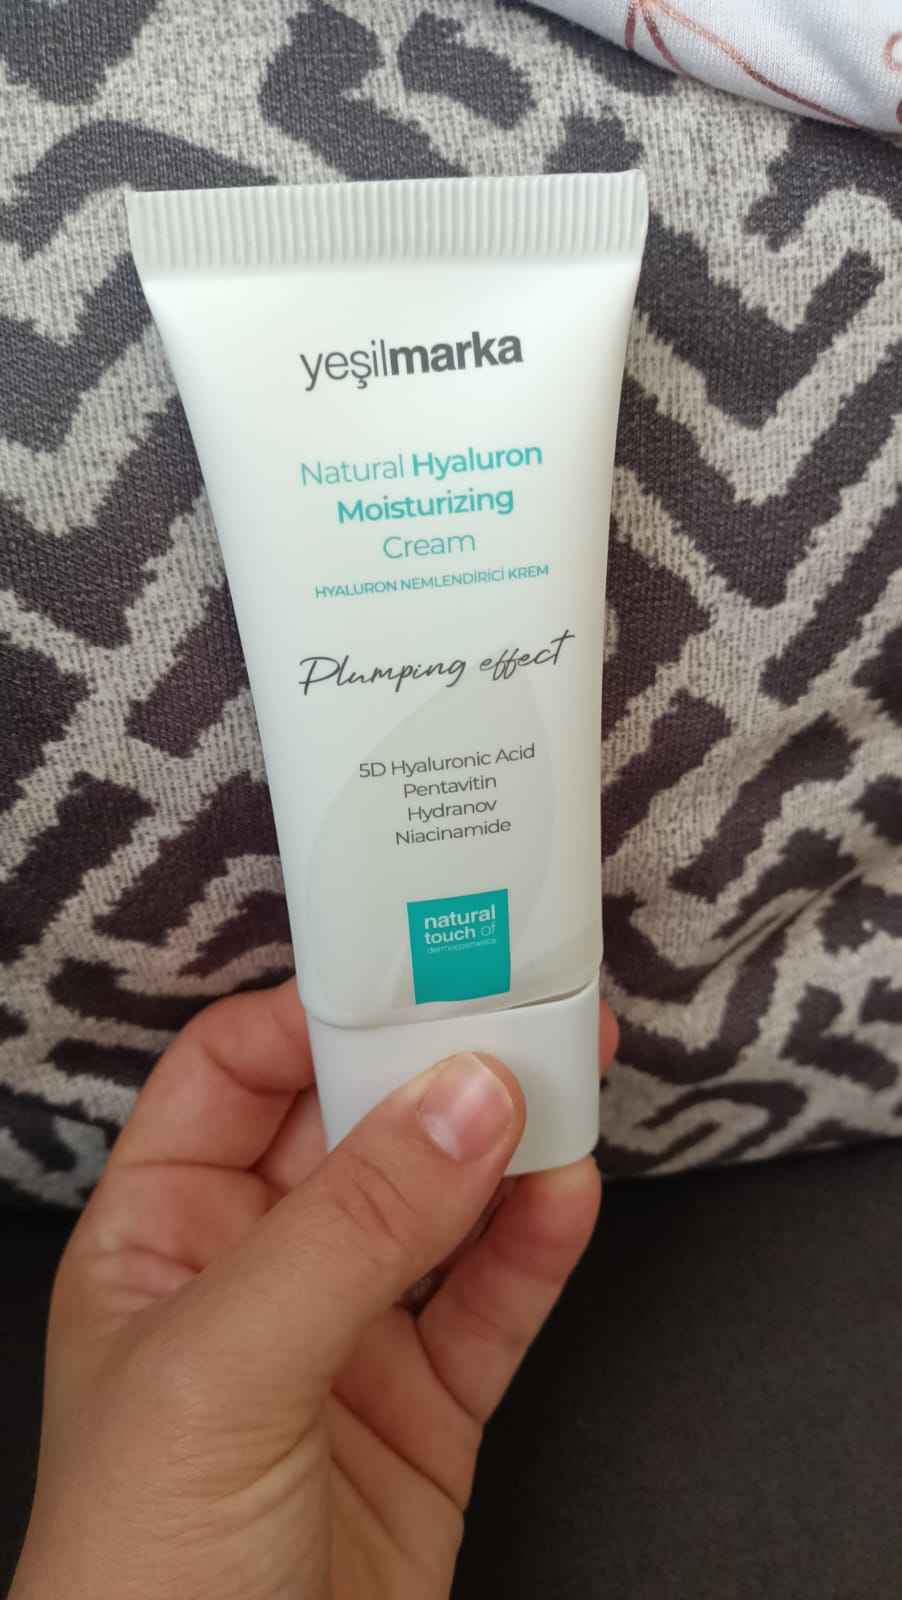 yeşilmarka
Natural Hyaluron
Moisturizing
Cream
HYALURON NEMLENDİRİCİ KREM
Plumping effect
5D Hyaluronic Acid
Pentavitin
Hydranov
Niacinamide
natural
touch of
dermocosmetics